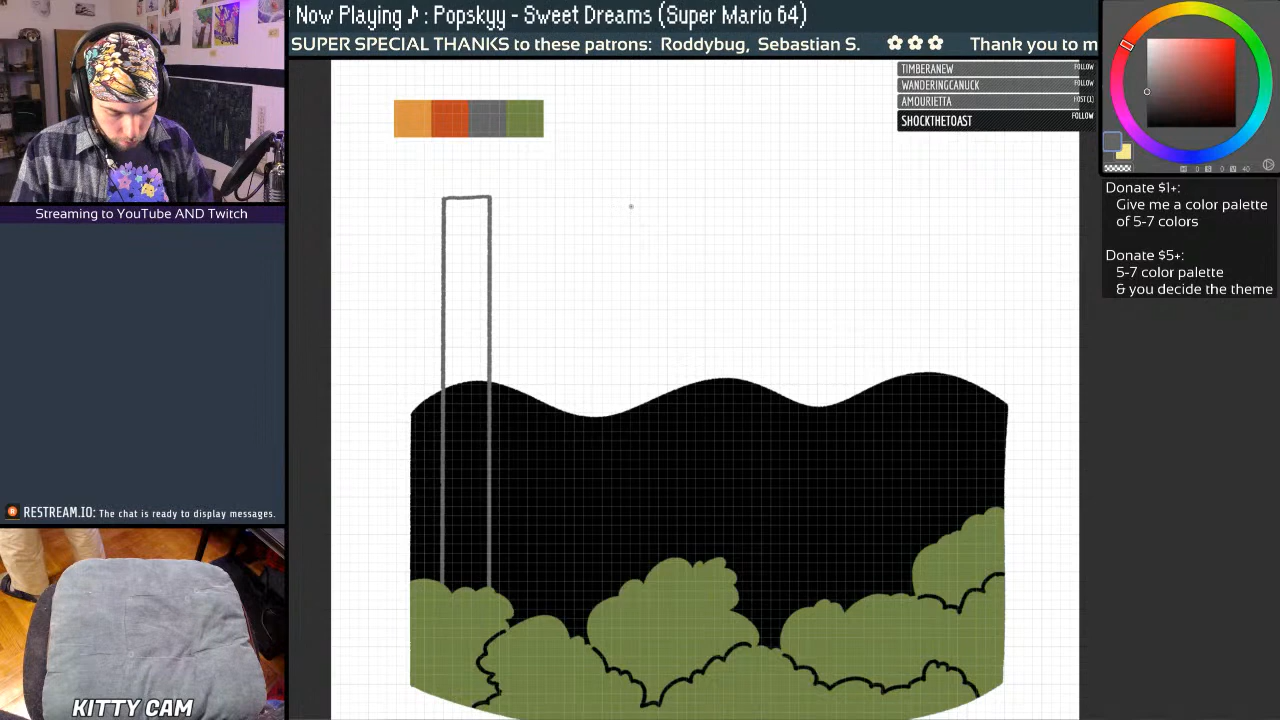 Now Playing ♪ : Popskyy - Sweet Dreams (Super Mario 64)
SUPER SPECIAL THANKS to these patrons: Roddybug, Sebastian S. ✿ ✿ ✿ Thank you to m
TIMBERANEW FOLLOW
WANDERINGCANUCK FOLLOW
AMOURIETTA HOST (1)
SHOCKTHETOAST FOLLOW
Donate $1+:
Give me a color palette
of 5-7 colors
Donate $5+:
5-7 color palette
& you decide the theme
Streaming to YouTube AND Twitch
RESTREAM.IO: The chat is ready to display messages.
KITTY CAM